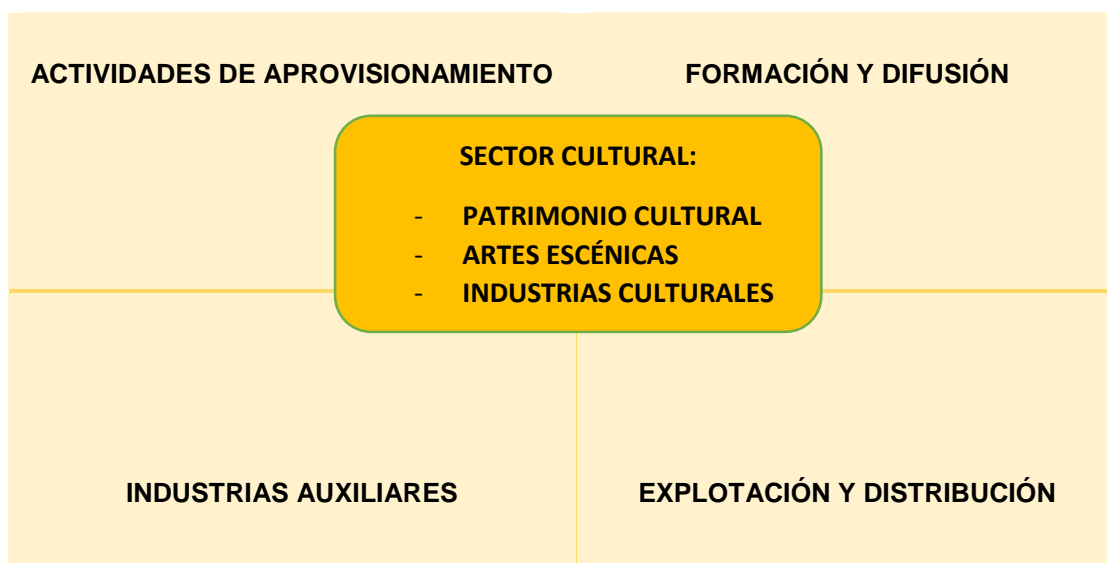 ACTIVIDADES DE APROVISIONAMIENTO
FORMACIÓN Y DIFUSIÓN
SECTOR CULTURAL:
- PATRIMONIO CULTURAL
- ARTES ESCÉNICAS
- INDUSTRIAS CULTURALES
INDUSTRIAS AUXILIARES
EXPLOTACIÓN Y DISTRIBUCIÓN